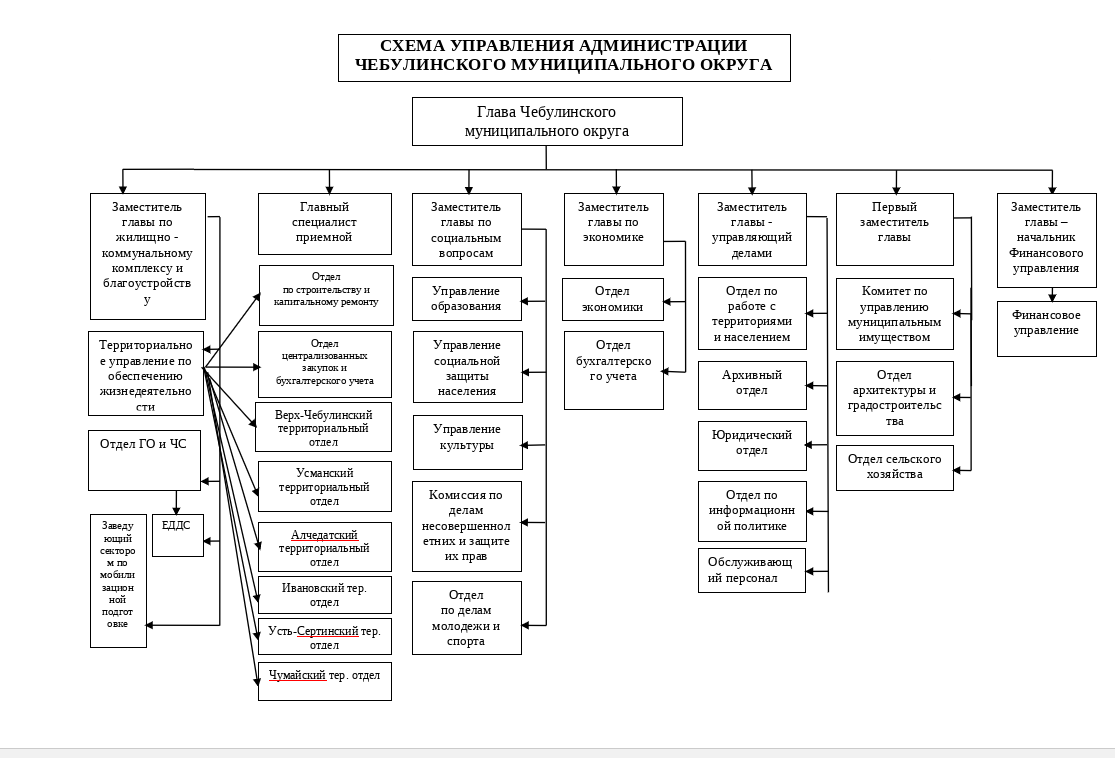 СХЕМА УПРАВЛЕНИЯ АДМИНИСТРАЦИИ
ЧЕБУЛИНСКОГО МУНИЦИПАЛЬНОГО ОКРУГА
Глава Чебулинского
муниципального округа
Заместитель
главы по
жилищно -
коммунальному
комплексу и
благоустройств
у
Территориально
е управление по
обеспечению
жизнедеятельно
сти
Отдел ГО и ЧС
Заведу
ющий
секторо
м по
мобили
зацион
ной
подгот
овке
ЕДДС
Главный
специалист
приемной
Отдел
по строительству и
капитальному ремонту
Отдел
централизованных
закупок и
бухгалтерского учета
Верх-Чебулинский
территориальный
отдел
Усманский
территориальный
отдел
Алчедатский
территориальный
отдел
Ивановский тер.
отдел
Усть-Сертинский тер.
отдел
Чумайский тер. отдел
Заместитель
главы по
социальным
вопросам
Управление
образования
Управление
социальной
защиты
населения
Управление
культуры
Комиссия по
делам
несовершеннол
етних и защите
их прав
Отдел
по делам
молодежи и
спорта
Заместитель
главы по
экономике
Отдел
экономики
Отдел
бухгалтерско
го учета
Заместитель
главы -
управляющий
делами
Отдел по
работе с
территориями
и населением
Архивный
отдел
Юридический
отдел
Отдел по
информационн
ой политике
Обслуживающ
ий персонал
Первый
заместитель
главы
Комитет по
управлению
муниципальным
имуществом
Отдел
архитектуры и
градостроительс
тва
Отдел сельского
хозяйства
Заместитель
главы –
начальник
Финансового
управления
Финансовое
управление